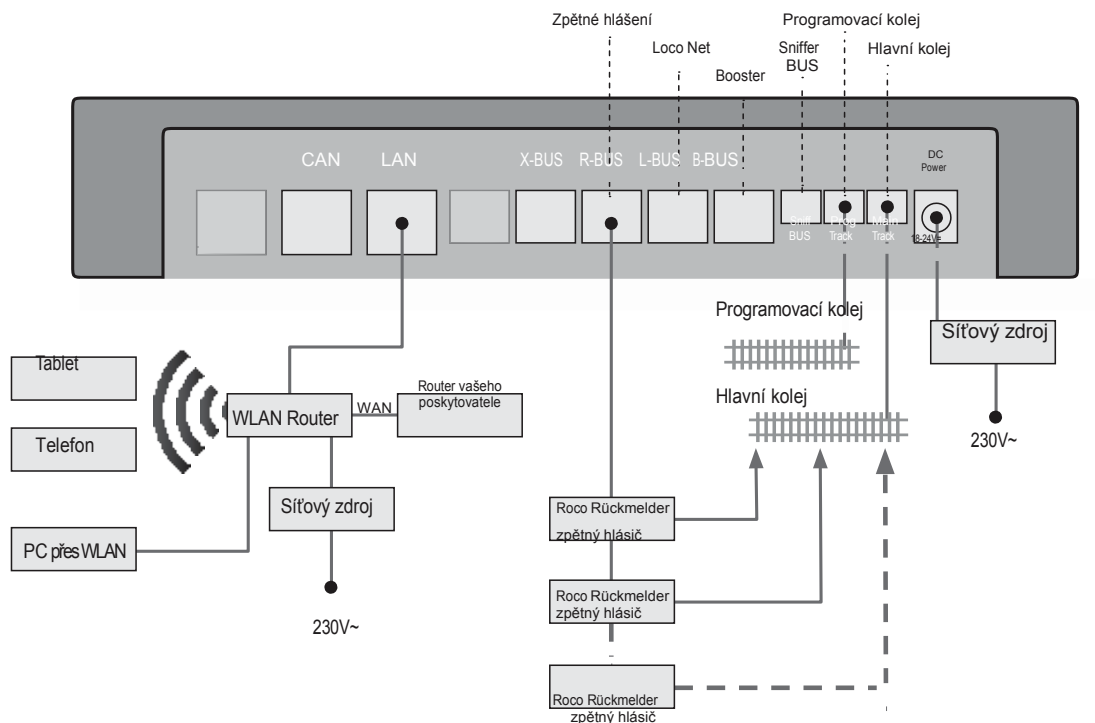 Zpětné hlášení
Programovací kolej
Loco Net
Sniffer
BUS
Hlavní kolej
Booster
CAN
LAN
X-BUS
R-BUS
L-BUS
B-BUS
DC
Power
Sniff
BUS
Prog
Track
Main
Track
18-24V=
Programovací kolej
Síťový zdroj
Tablet
Router vašeho
poskytovatele
WLAN Router
WAN
Hlavní kolej
230V~
Telefon
Síťový zdroj
Roco Rückmelder
zpětný hlásič
PC přes WLAN
Roco Rückmelder
zpětný hlásič
230V~
Roco Rückmelder
zpětný hlásič